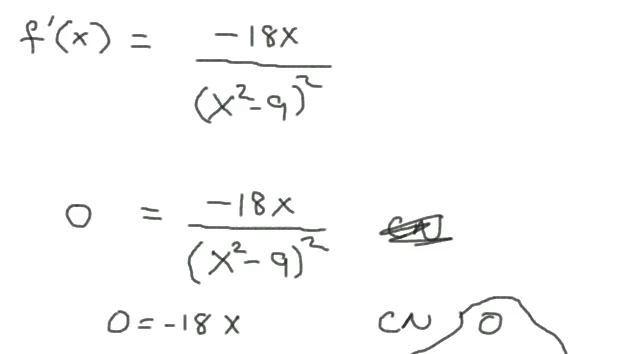 f'(x) = -18x / (x²-9)²
0 = -18x / (x²-9)²
0 = -18x CN 0